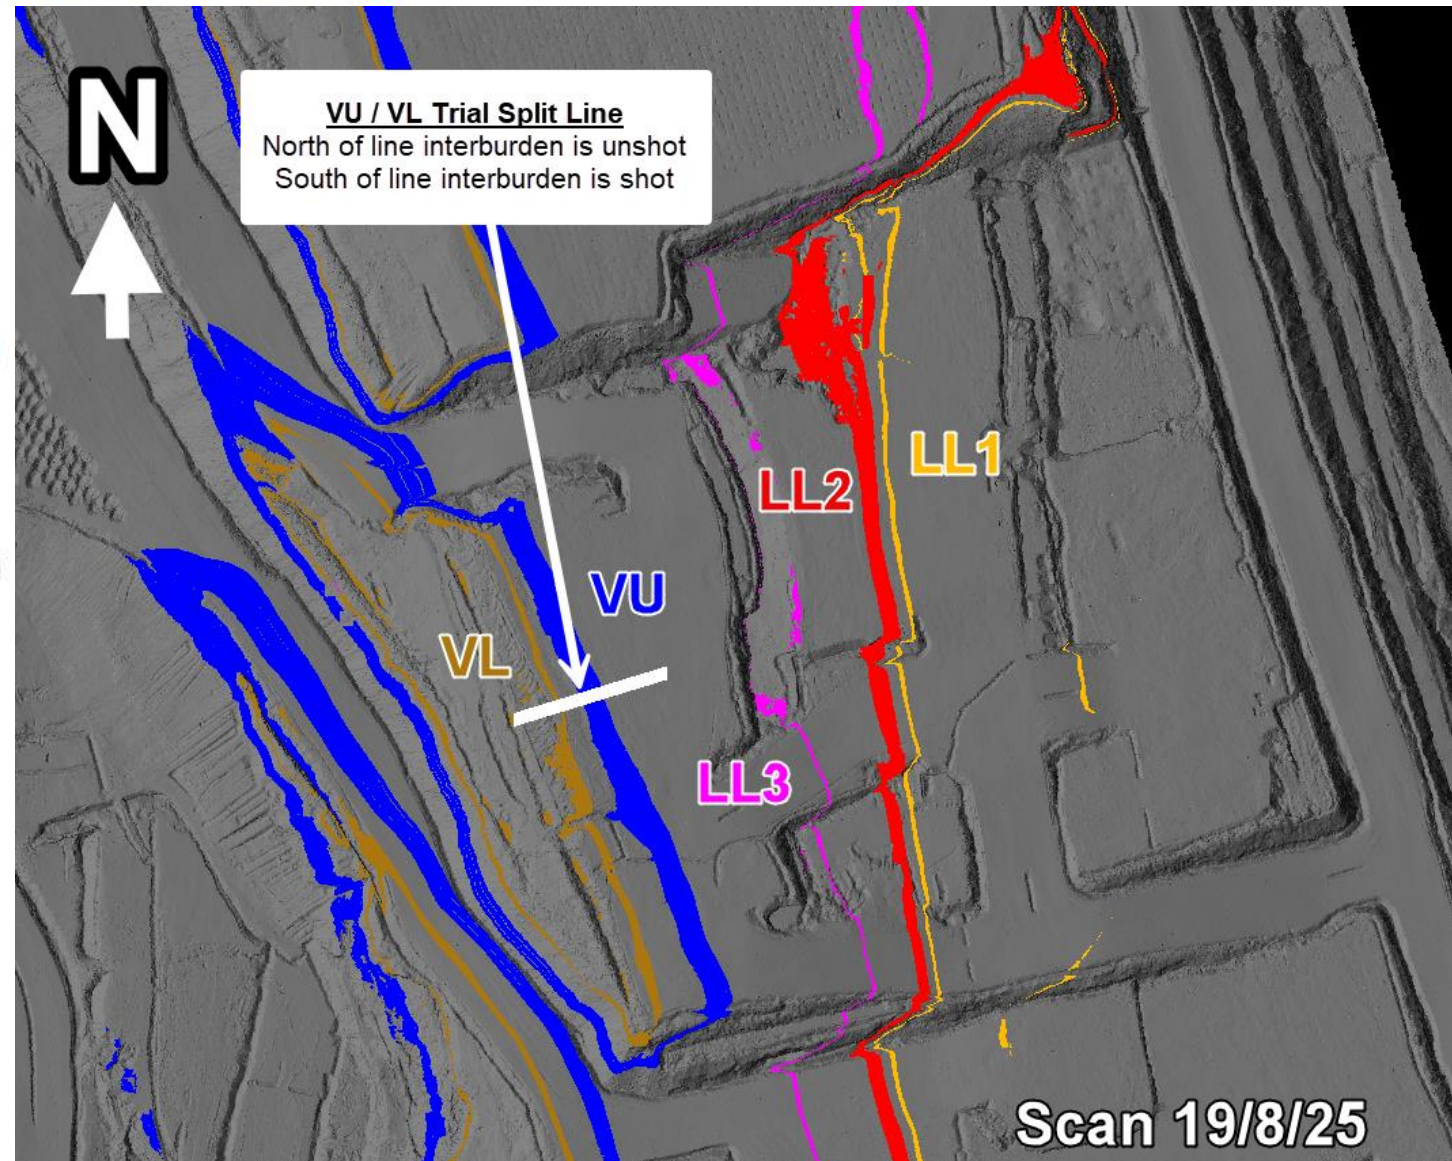 N
VU / VL Trial Split Line
North of line interburden is unshot
South of line interburden is shot
LL1
LL2
VU
VL
LL3
Scan 19/8/25